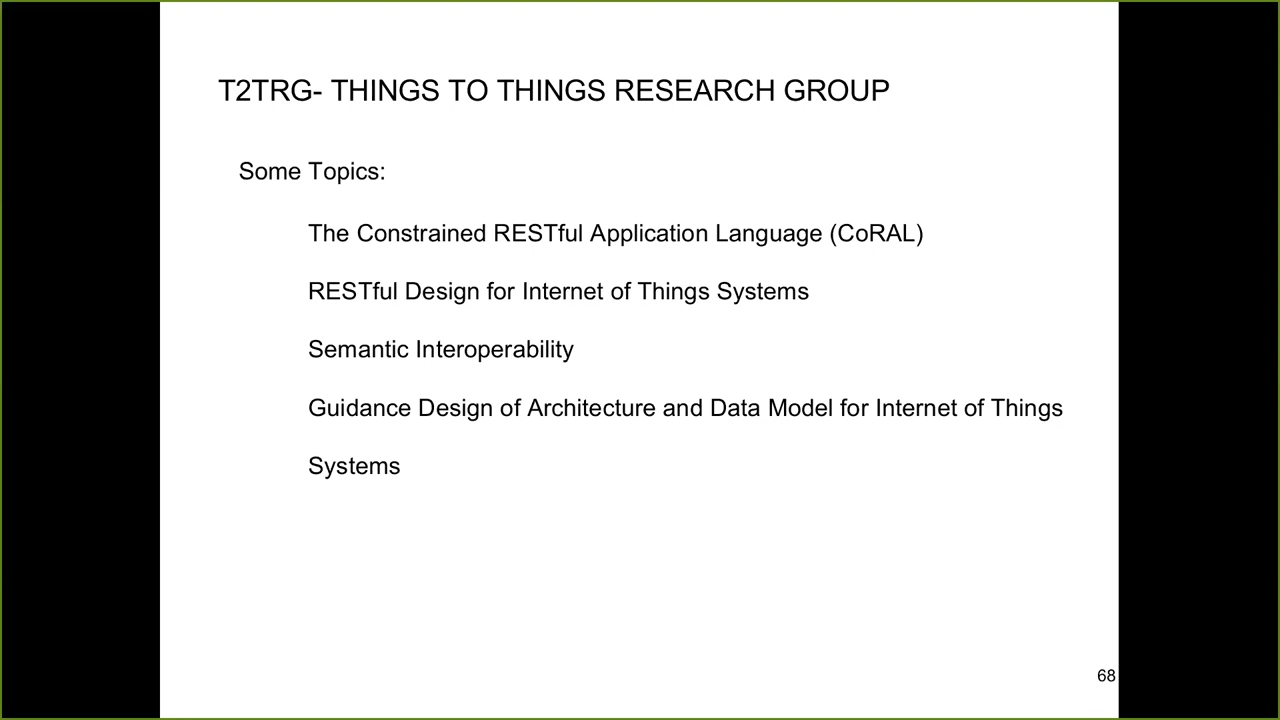 T2TRG- THINGS TO THINGS RESEARCH GROUP
Some Topics:
The Constrained RESTful Application Language (CoRAL)
RESTful Design for Internet of Things Systems
Semantic Interoperability
Guidance Design of Architecture and Data Model for Internet of Things
Systems
68